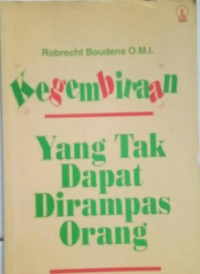 Robrecht Boudens O.M.I.
"Kegembiraan"
Yang Tak
Dapat
Dirampas
Orang